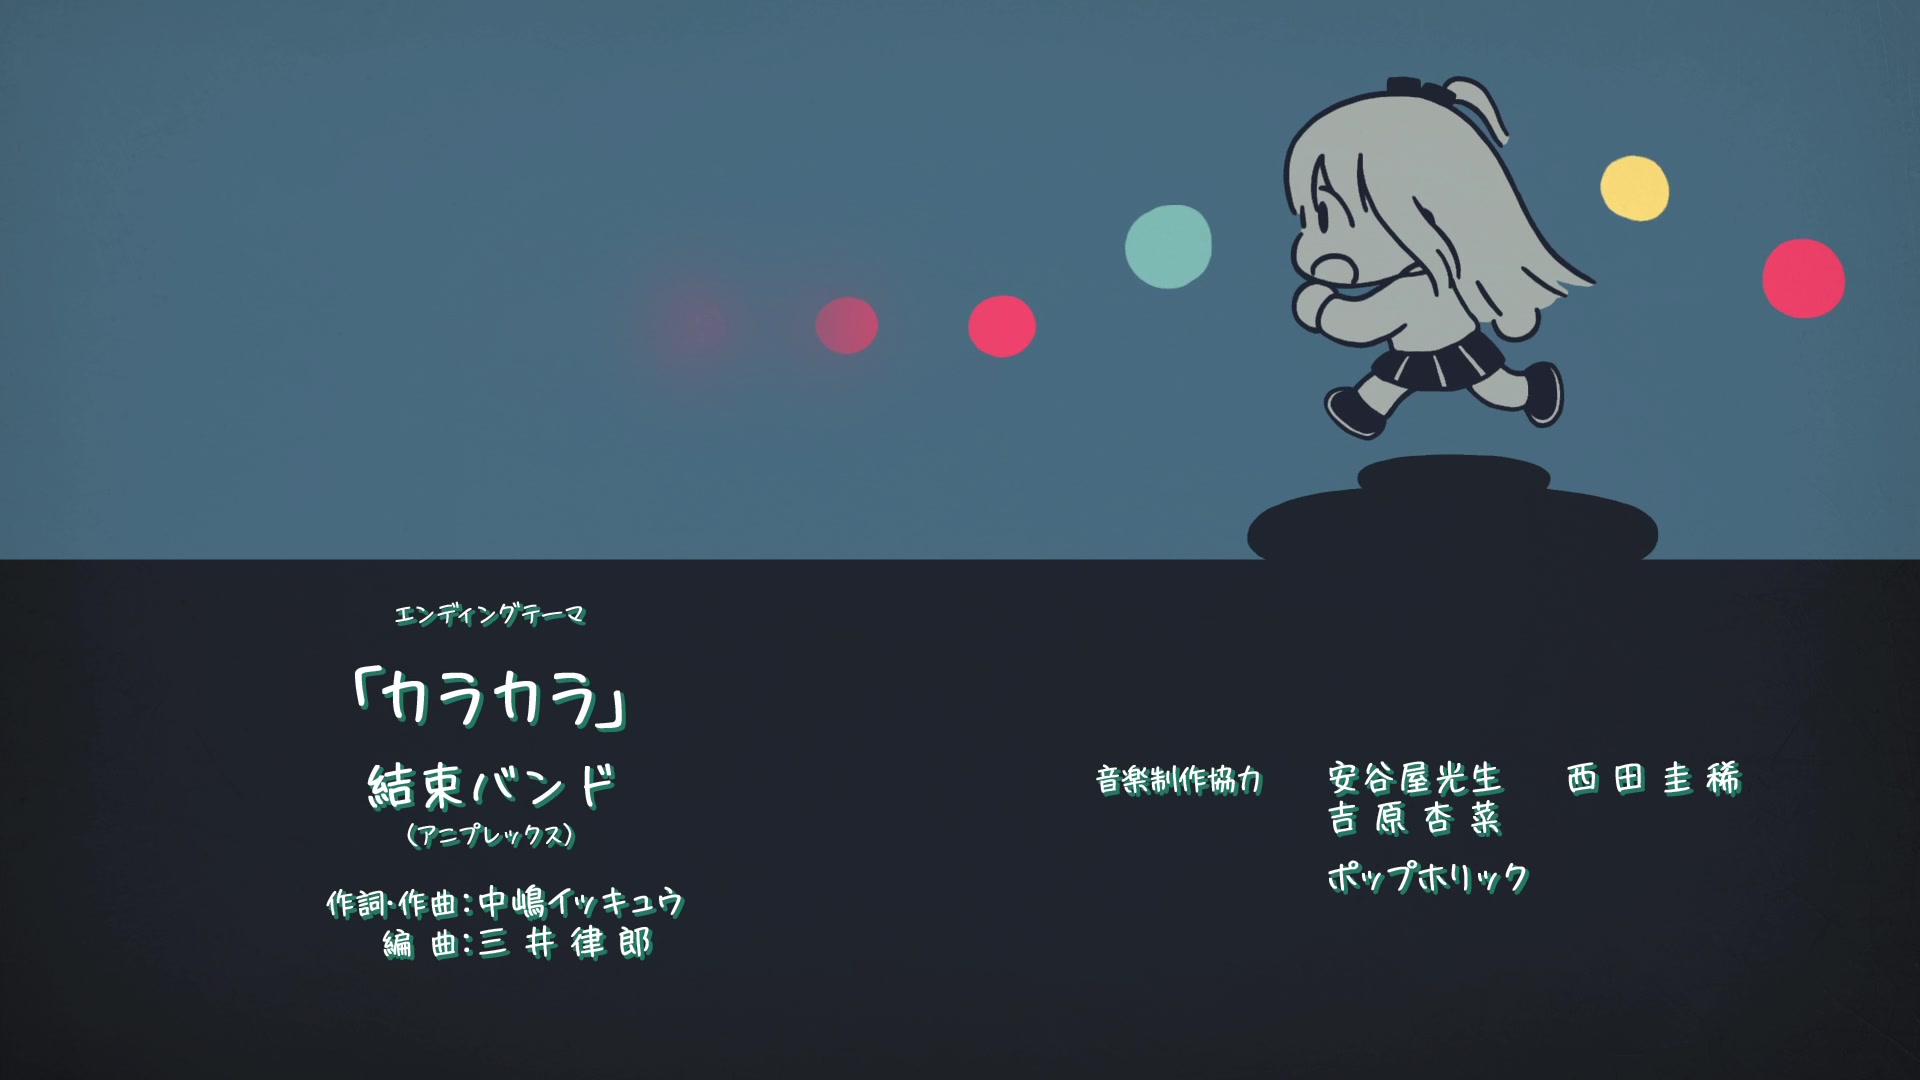 エンディングテーマ
「カラカラ」
結束バンド
（アニプレックス）
作詞・作曲：中嶋イッキュウ
編 曲：三 井 律 郎
音楽制作協力 安谷屋光生 西 田 圭 稀
吉 原 杏 菜
ポップホリック